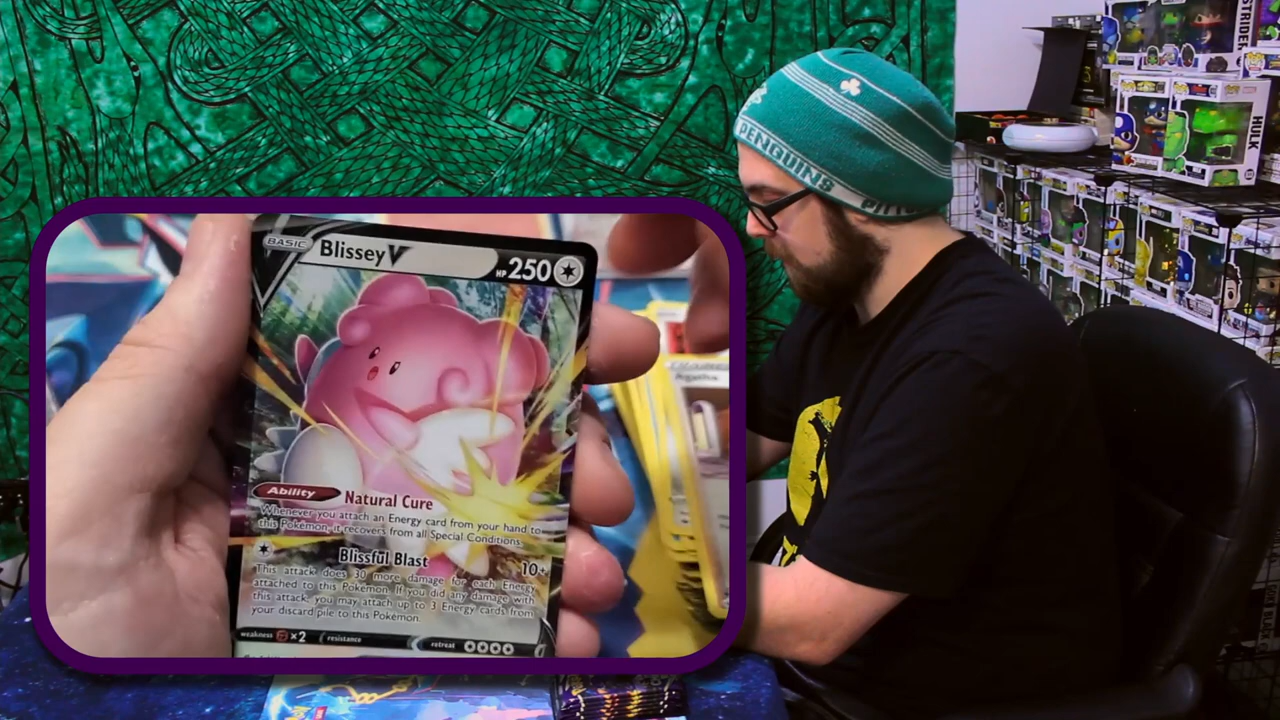 BASIC Blissey V HP 250
Ability Natural Cure
Whenever you attach an Energy card from your hand to
this Pokémon, it recovers from all Special Conditions.
Blissful Blast 10+
This attack does 30 more damage for each Energy
attached to this Pokémon. If you did any damage with
this attack, you may attach up to 3 Energy cards from
your discard pile to this Pokémon.
weakness ×2 resistance retreat
Agatha
PENGUINS
PITT
STRIDER
HULK